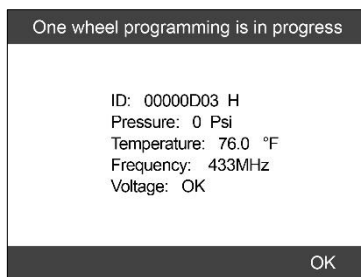 One wheel programming is in progress
ID: 00000D03 H
Pressure: 0 Psi
Temperature: 76.0 °F
Frequency: 433MHz
Voltage: OK
OK